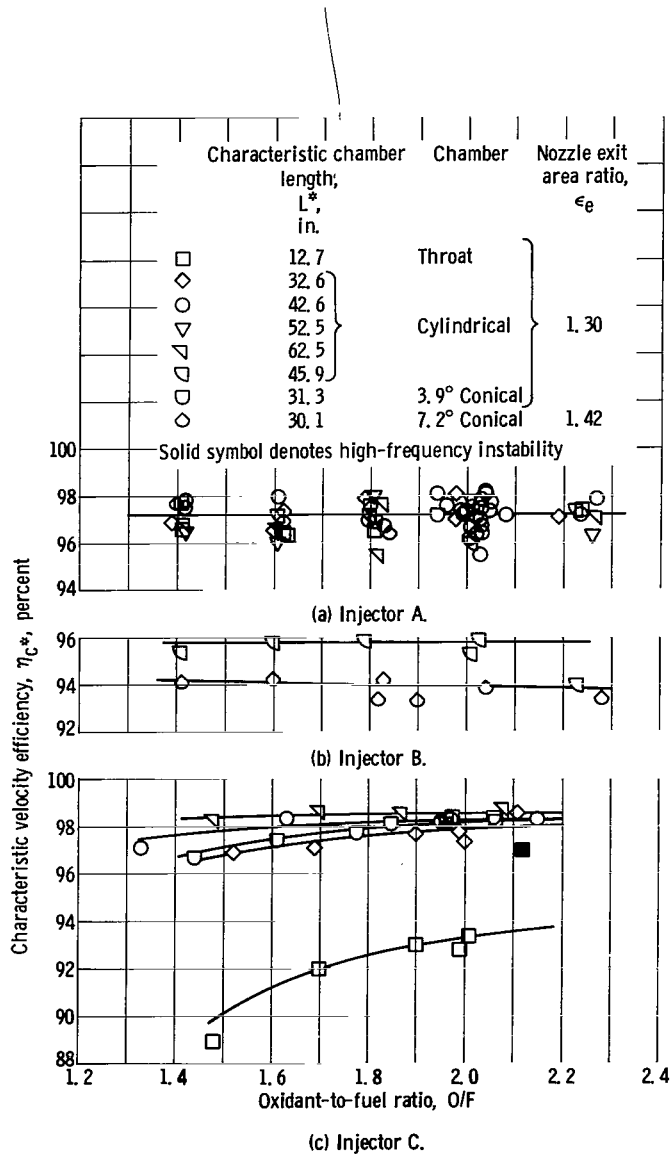 Characteristic chamber length, L*, in.
Chamber
Nozzle exit area ratio, ϵe
12.7 Throat
32.6
42.6
52.5 Cylindrical 1.30
62.5
45.9
31.3 3.9° Conical
30.1 7.2° Conical 1.42
Solid symbol denotes high-frequency instability
100
98
96
94
(a) Injector A.
96
94
92
(b) Injector B.
100
98
96
94
92
90
88
1.2 1.4 1.6 1.8 2.0 2.2 2.4
Oxidant-to-fuel ratio, O/F
(c) Injector C.
Characteristic velocity efficiency, ηC*, percent